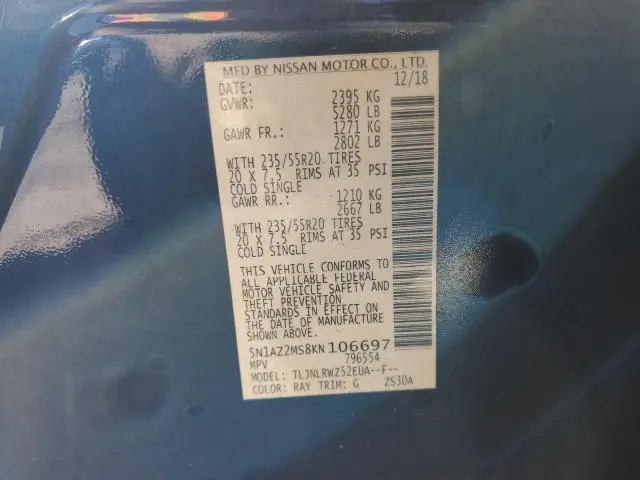 MFD BY NISSAN MOTOR CO., LTD.
DATE: 12/18
GVWR: 2395 KG
5280 LB
GAWR FR.: 1271 KG
2802 LB
WITH 235/55R20 TIRES
20 X 7.5 RIMS AT 35 PSI
COLD SINGLE
GAWR RR.: 1210 KG
2667 LB
WITH 235/55R20 TIRES
20 X 7.5 RIMS AT 35 PSI
COLD SINGLE
THIS VEHICLE CONFORMS TO
ALL APPLICABLE FEDERAL
MOTOR VEHICLE SAFETY AND
THEFT PREVENTION
STANDARDS IN EFFECT ON
THE DATE OF MANUFACTURE
SHOWN ABOVE.
5N1AZ2MS8KN106697
MPV 796554
MODEL: TLJNLRWZ52EUA--F--
COLOR: RAY TRIM: G ZS30A